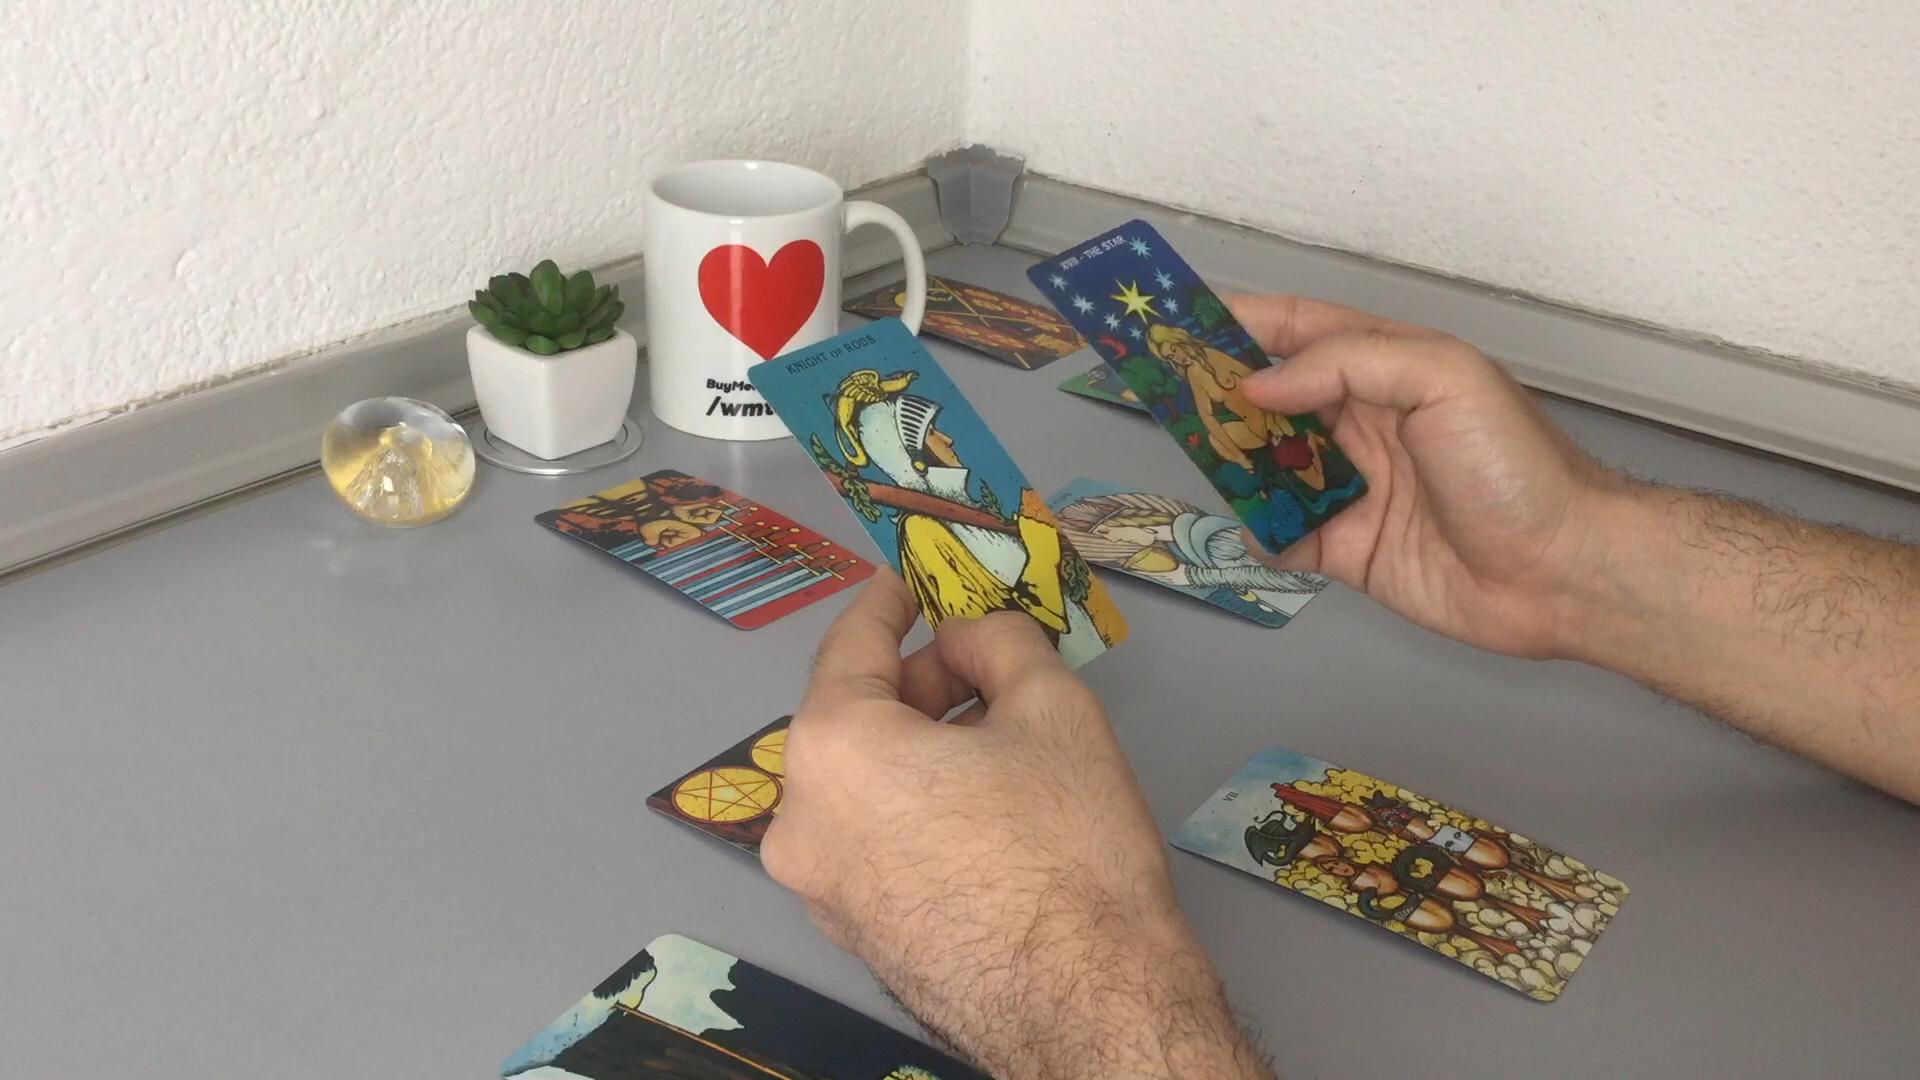 XVII - THE STAR
KNIGHT OF RODS
BuyMe
/wmt
VII